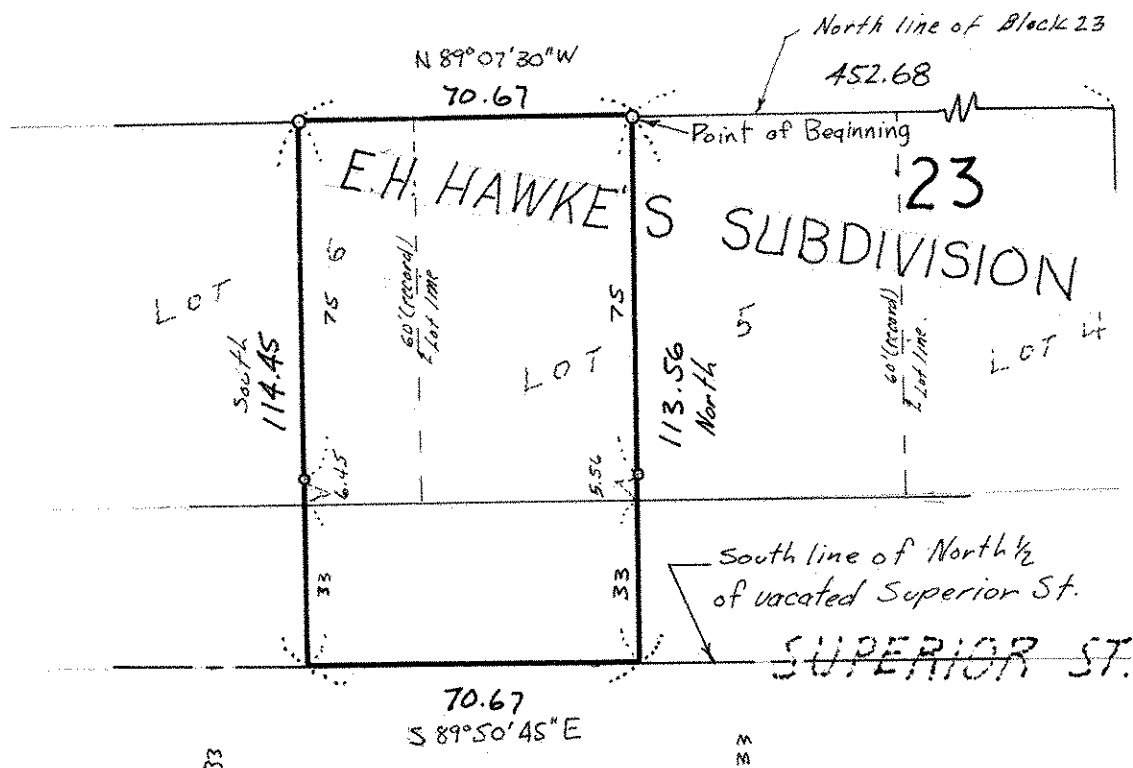 North line of Block 23
N 89°07'30"W
452.68
70.67
Point of Beginning
23
E.H. HAWKE'S SUBDIVISION
LOT 6
60'(record)
Lot line
75
75
LOT 5
60'(record)
Lot line.
LOT 4
South
114.45
113.56
North
6.45
5.56
33
33
South line of North ½
of vacated Superior St.
SUPERIOR ST.
70.67
S 89°50'45"E
33
33